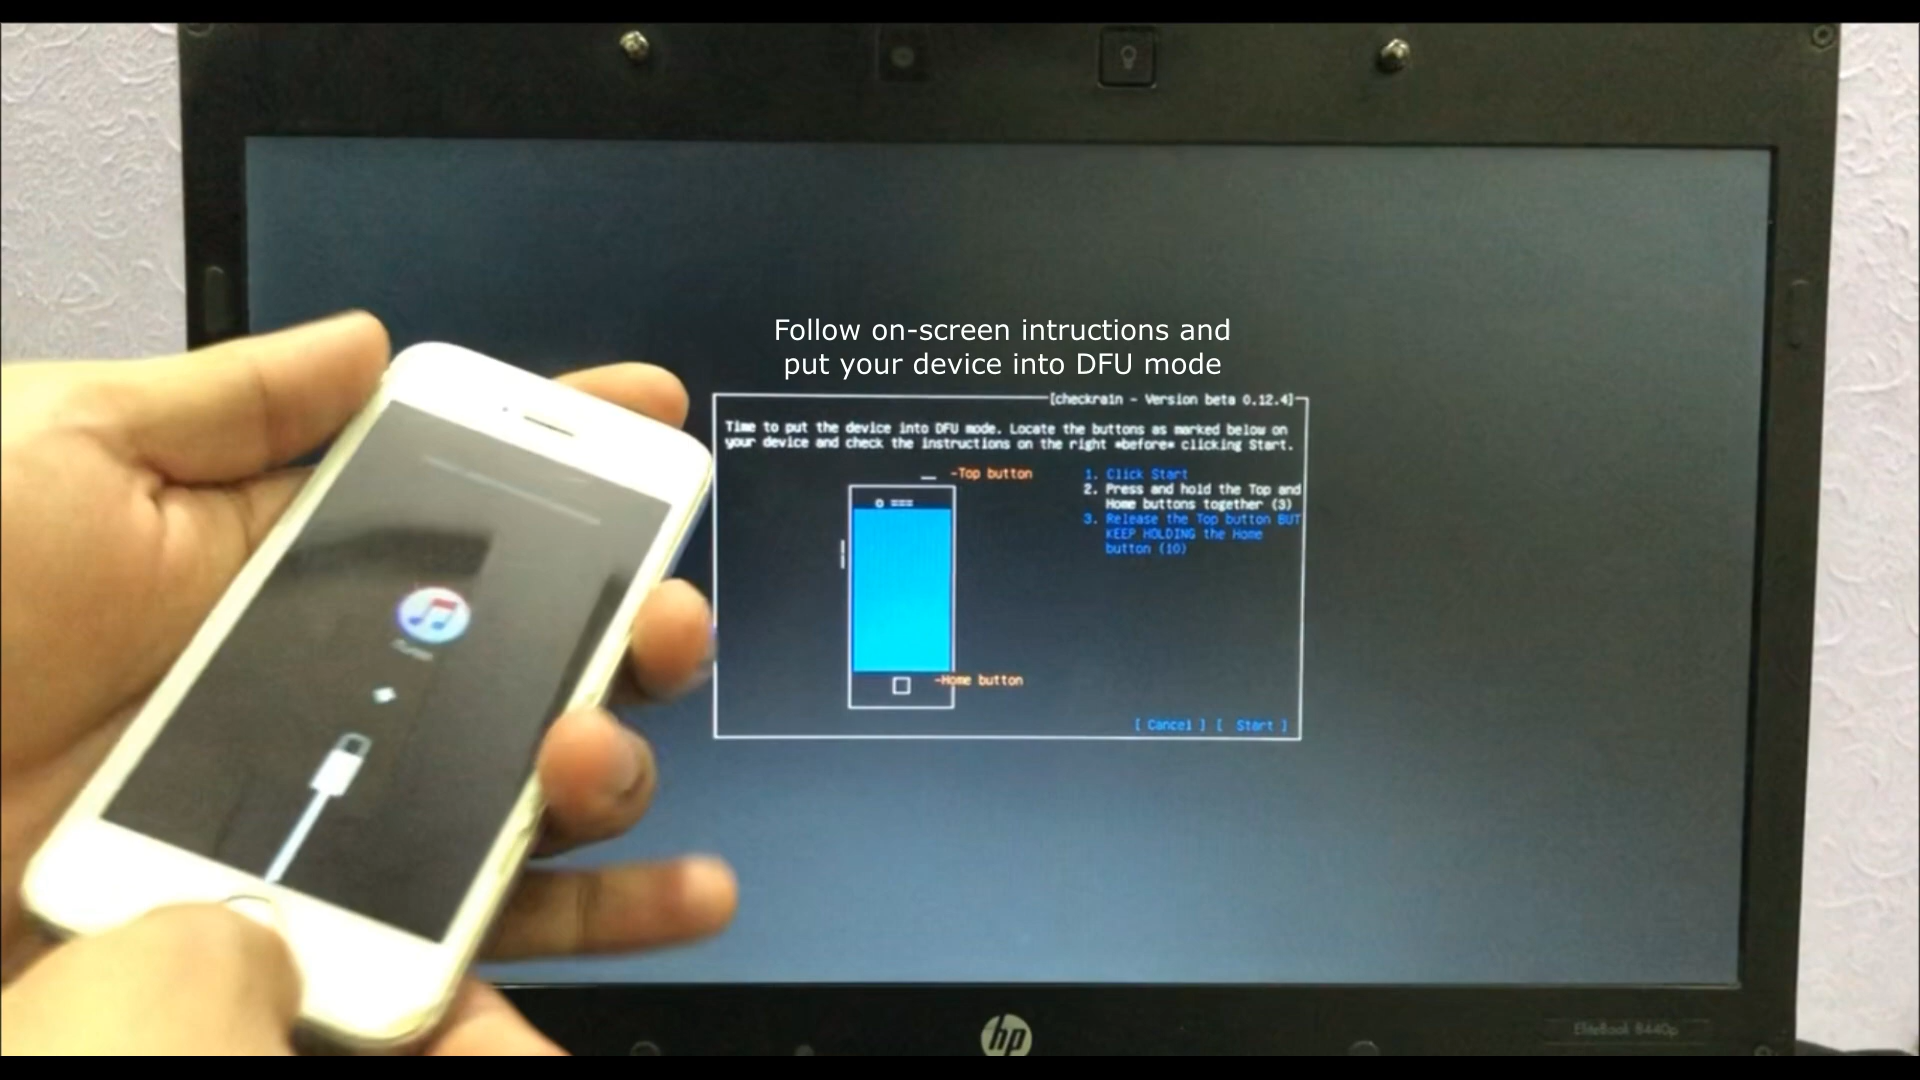 Follow on-screen intructions and
put your device into DFU mode
[checkra1n - Version beta 0.12.4]
Time to put the device into DFU mode. Locate the buttons as marked below on
your device and check the instructions on the right *before* clicking Start.
-Top button
-Home button
1. Click Start
2. Press and hold the Top and
Home buttons together (3)
3. Release the Top button BUT
KEEP HOLDING the Home
button (10)
[ Cancel ] [ Start ]
iTunes
hp
EliteBook 8440p